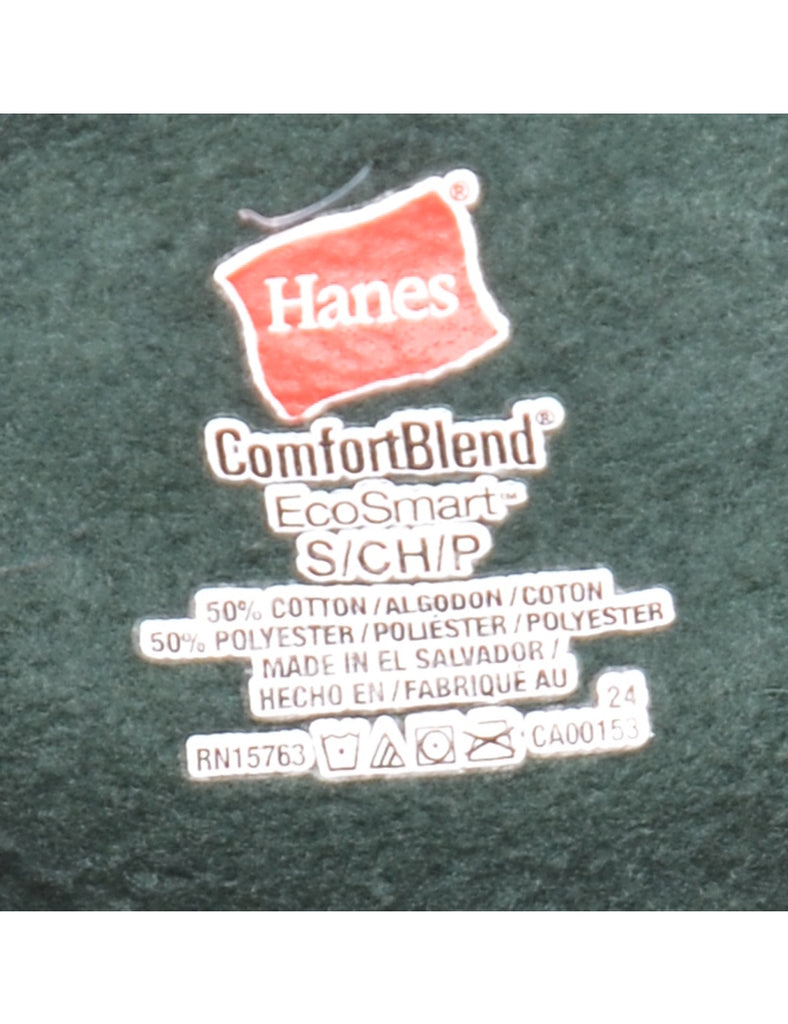 Hanes®
ComfortBlend®
EcoSmart™
S/CH/P
50% COTTON/ALGODON/COTON
50% POLYESTER/POLIÉSTER/POLYESTER
MADE IN EL SALVADOR/
HECHO EN/FABRIQUÉ AU
24
RN15763 CA00153